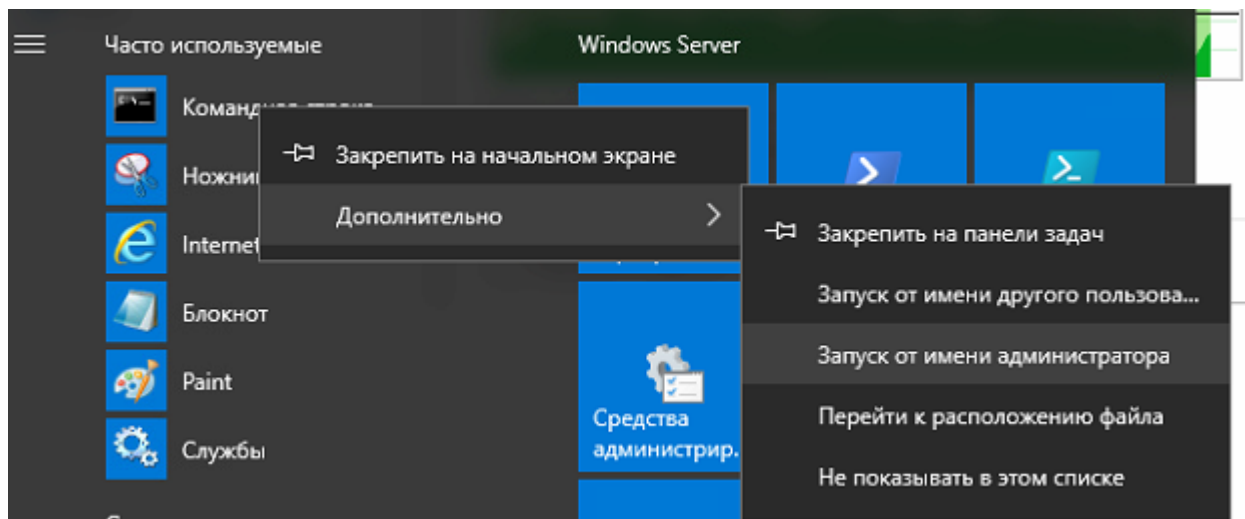 Часто используемые
Windows Server
Закрепить на начальном экране
Дополнительно
Internet
Блокнот
Paint
Службы
Средства
администрир.
Закрепить на панели задач
Запуск от имени другого пользова...
Запуск от имени администратора
Перейти к расположению файла
Не показывать в этом списке